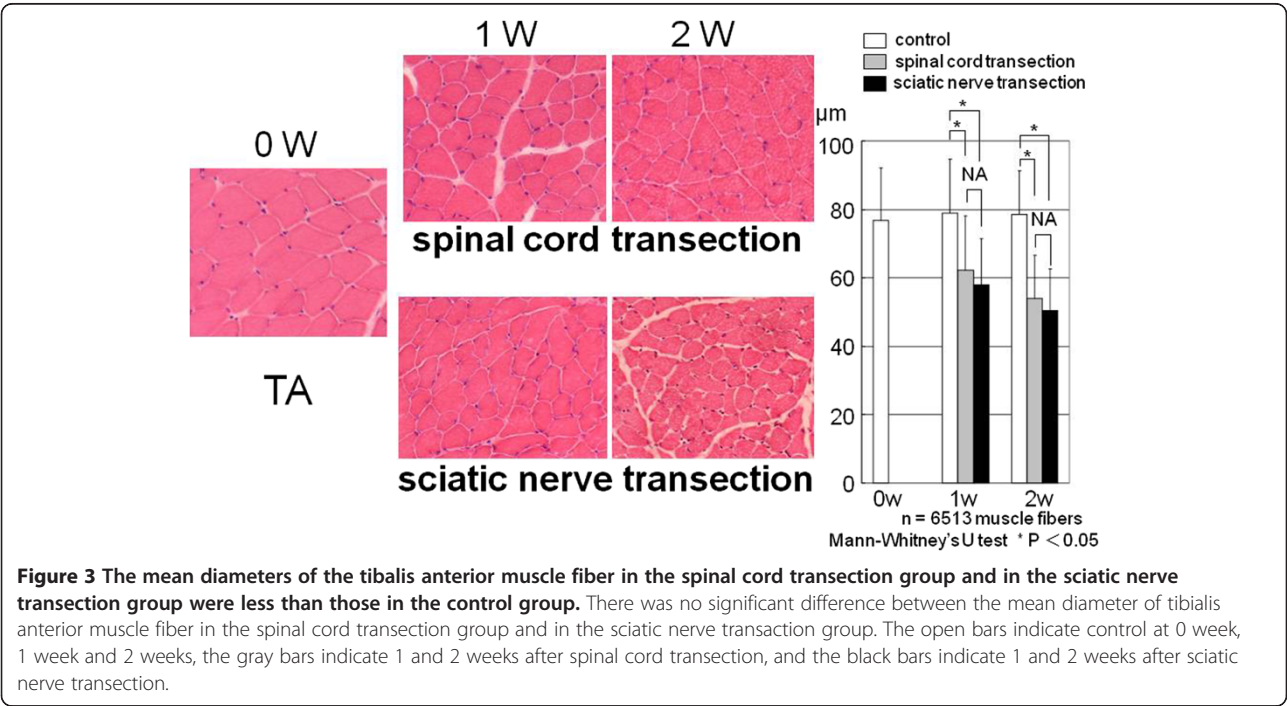 1 W
2 W
0 W
spinal cord transection
TA
sciatic nerve transection
control
spinal cord transection
sciatic nerve transection
µm
100
80
60
40
20
0
*
*
NA
*
*
NA
0w
1w
2w
n = 6513 muscle fibers
Mann-Whitney's U test * P < 0.05
Figure 3 The mean diameters of the tibalis anterior muscle fiber in the spinal cord transection group and in the sciatic nerve
transection group were less than those in the control group. There was no significant difference between the mean diameter of tibialis
anterior muscle fiber in the spinal cord transection group and in the sciatic nerve transaction group. The open bars indicate control at 0 week,
1 week and 2 weeks, the gray bars indicate 1 and 2 weeks after spinal cord transection, and the black bars indicate 1 and 2 weeks after sciatic
nerve transection.